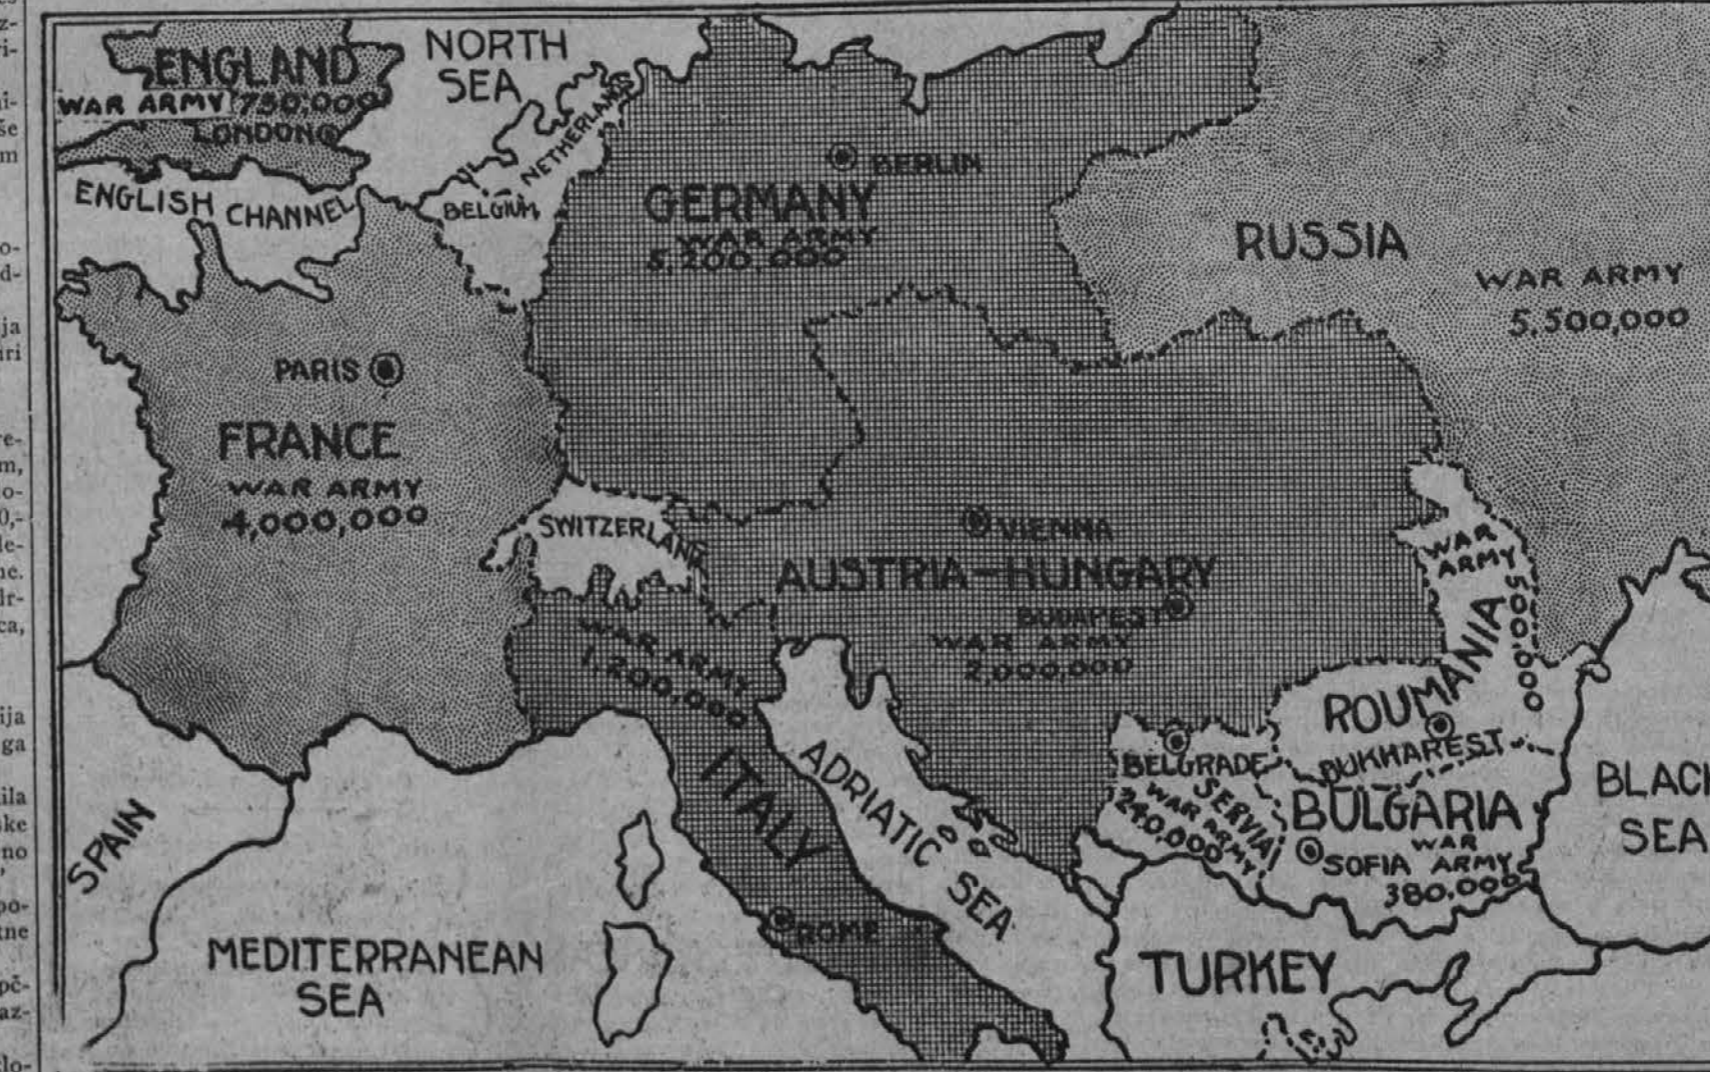 ENGLAND
WAR ARMY 750,000
LONDON
NORTH
SEA
NETHERLANDS
BELGIUM
ENGLISH CHANNEL
BERLIN
GERMANY
WAR ARMY
5,200,000
RUSSIA
WAR ARMY
5,500,000
PARIS
FRANCE
WAR ARMY
4,000,000
SWITZERLAND
VIENNA
AUSTRIA-HUNGARY
BUDAPEST
WAR ARMY
2,000,000
WAR
ARMY
500,000
ROUMANIA
BUKHAREST
WAR ARMY
1,200,000
ITALY
ROME
ADRIATIC SEA
BELGRADE
SERVIA
WAR ARMY
240,000
BULGARIA
SOFIA
WAR
ARMY
380,000
BLACK
SEA
SPAIN
MEDITERRANEAN
SEA
TURKEY